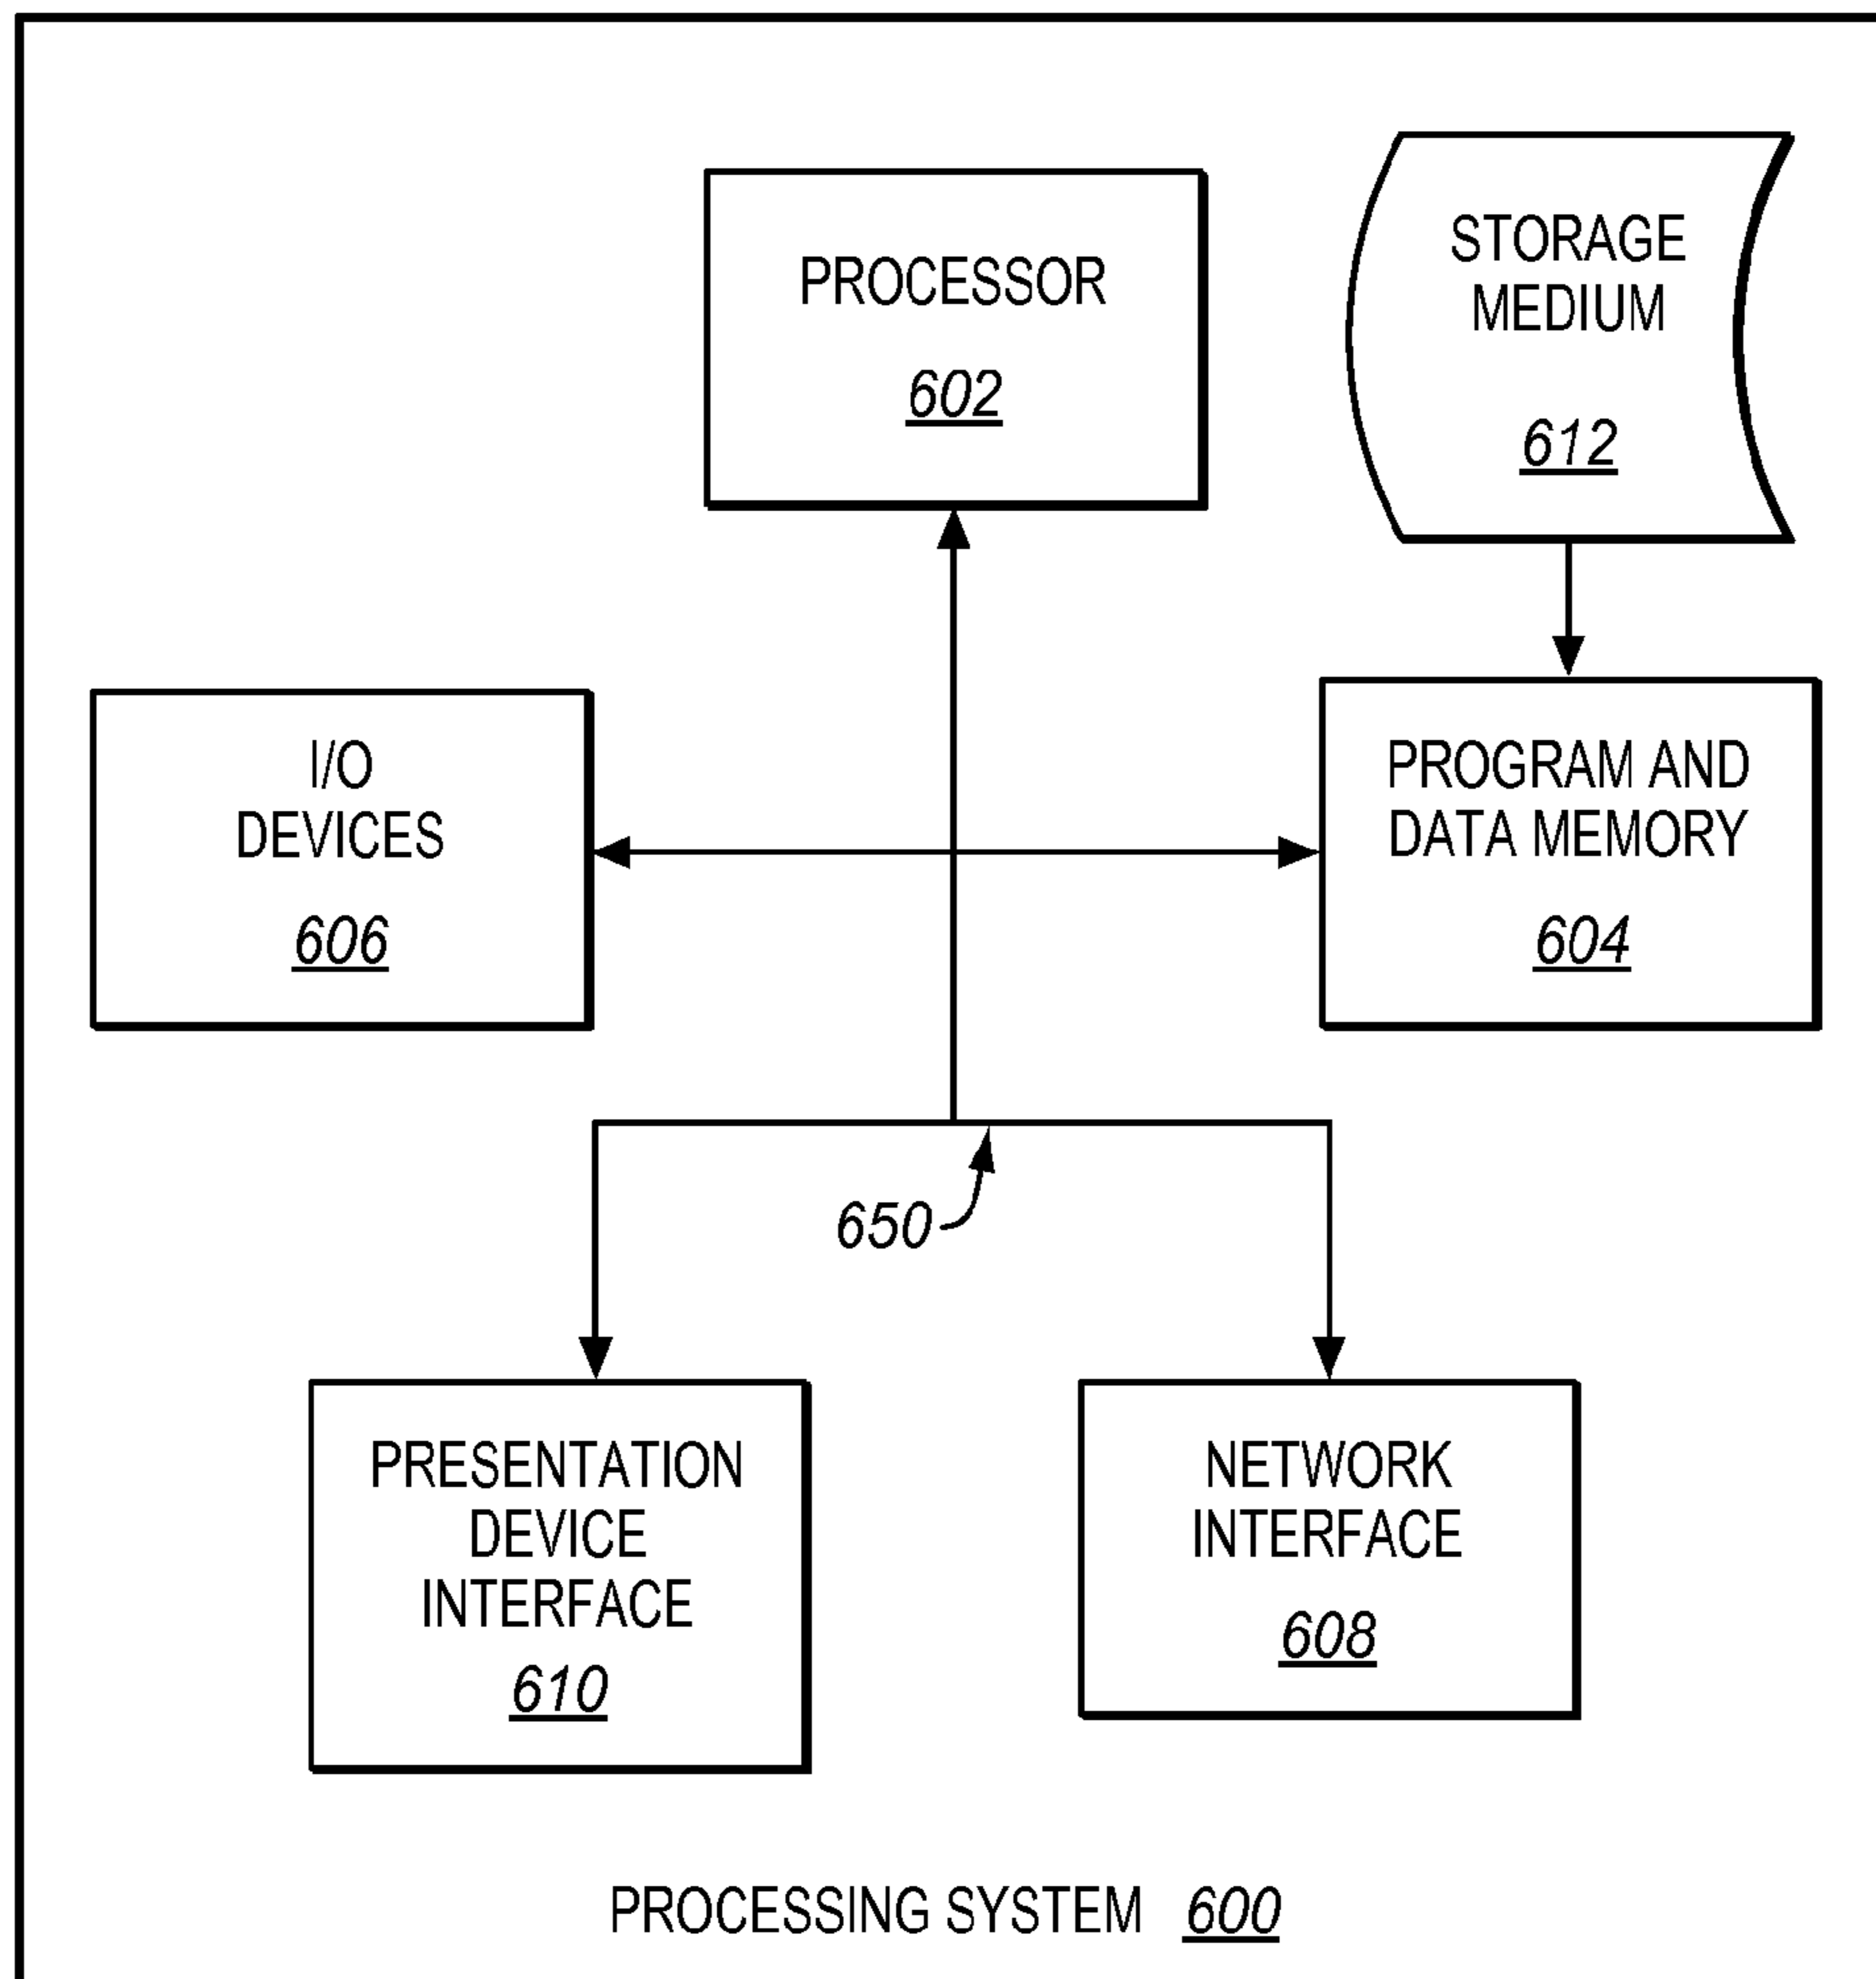 PROCESSOR
602
STORAGE
MEDIUM
612
I/O
DEVICES
606
PROGRAM AND
DATA MEMORY
604
650
PRESENTATION
DEVICE
INTERFACE
610
NETWORK
INTERFACE
608
PROCESSING SYSTEM 600